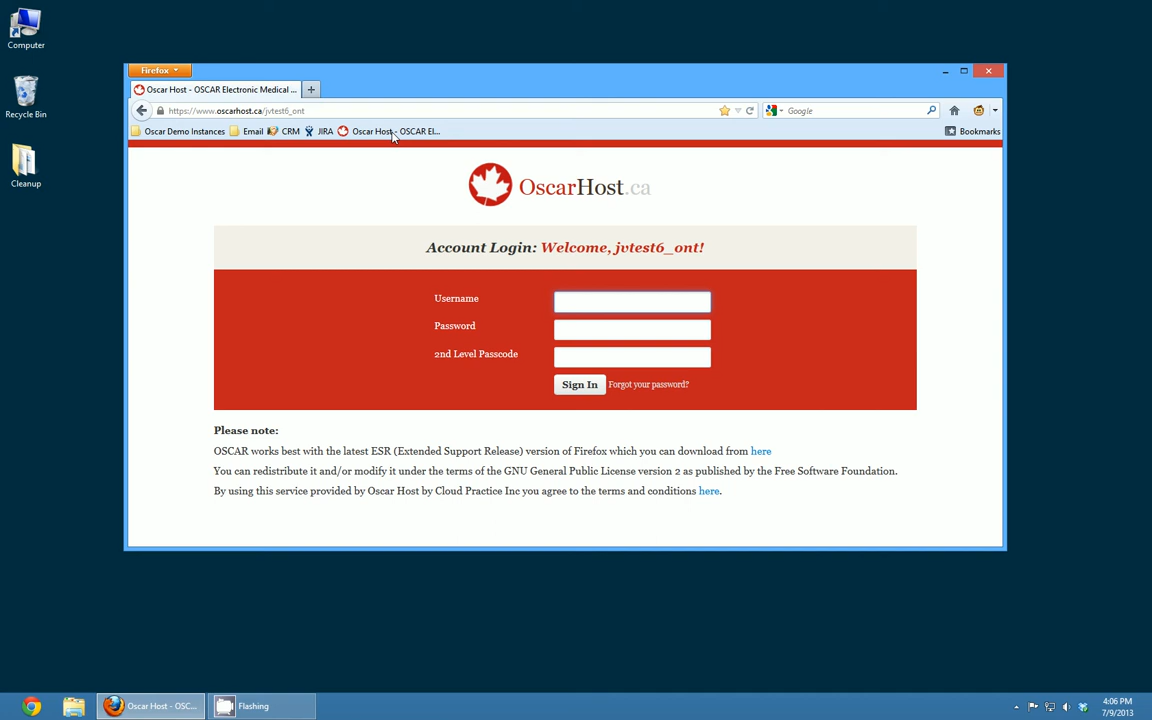 Computer
Recycle Bin
Cleanup
Firefox
Oscar Host - OSCAR Electronic Medical ...
https://www.oscarhost.ca/jvtest6_ont
Google
Oscar Demo Instances Email CRM JIRA Oscar Host - OSCAR El... Bookmarks
OscarHost.ca
Account Login: Welcome, jvtest6_ont!
Username
Password
2nd Level Passcode
Sign In Forgot your password?
Please note:
OSCAR works best with the latest ESR (Extended Support Release) version of Firefox which you can download from here
You can redistribute it and/or modify it under the terms of the GNU General Public License version 2 as published by the Free Software Foundation.
By using this service provided by Oscar Host by Cloud Practice Inc you agree to the terms and conditions here.
Oscar Host - OSC...
Flashing
4:06 PM
7/9/2013